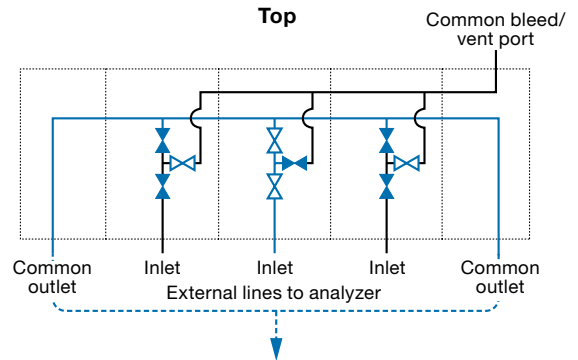 Top
Common bleed/
vent port
Common
outlet
Inlet
Inlet
Inlet
Common
outlet
External lines to analyzer